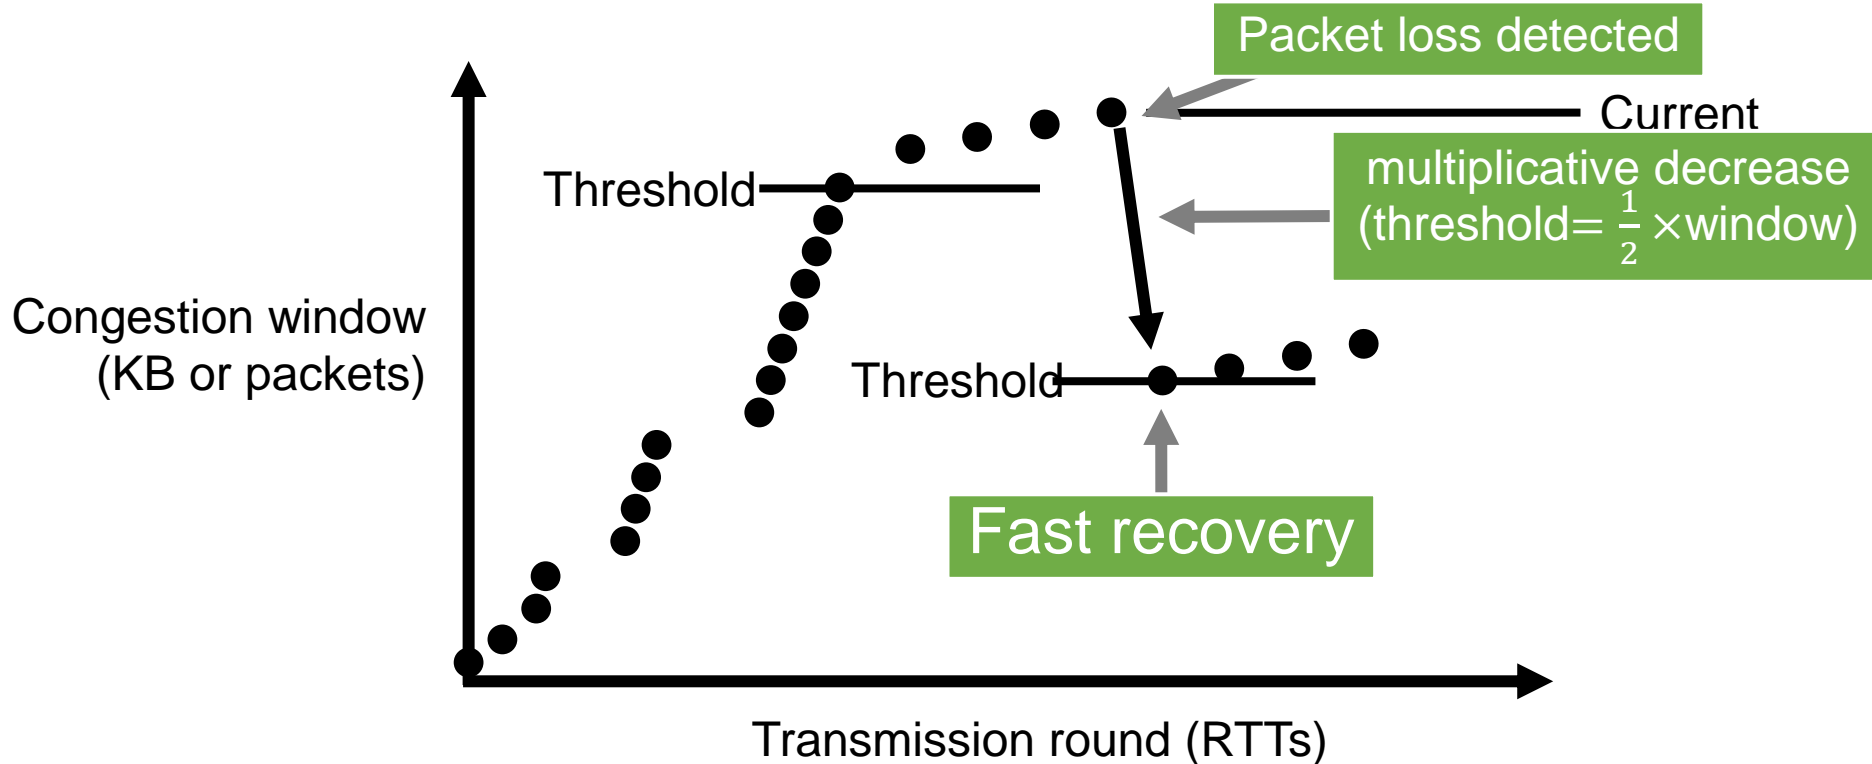 Packet loss detected
Current
multiplicative decrease
(threshold= 1/2 ×window)
Threshold
Congestion window
(KB or packets)
Threshold
Fast recovery
Transmission round (RTTs)